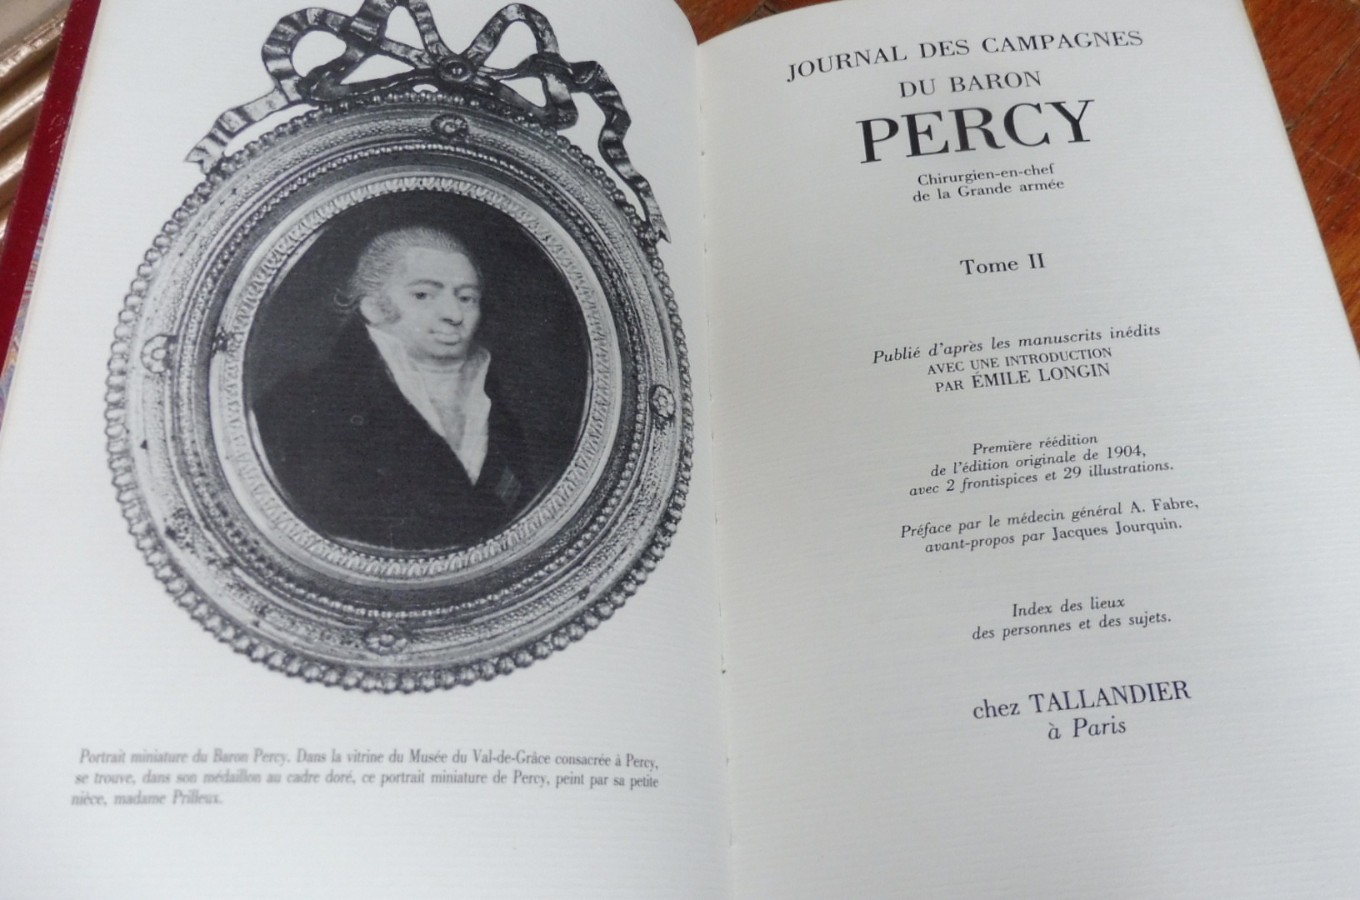 Portrait miniature du Baron Percy. Dans la vitrine du Musée du Val-de-Grâce consacrée à Percy,
se trouve, dans son médaillon au cadre doré, ce portrait miniature de Percy, peint par sa petite
nièce, madame Prilleux.
JOURNAL DES CAMPAGNES
DU BARON
PERCY
Chirurgien-en-chef
de la Grande armée
Tome II
Publié d'après les manuscrits inédits
AVEC UNE INTRODUCTION
PAR ÉMILE LONGIN
Première réédition
de l'édition originale de 1904,
avec 2 frontispices et 29 illustrations.
Préface par le médecin général A. Fabre,
avant-propos par Jacques Jourquin.
Index des lieux
des personnes et des sujets.
chez TALLANDIER
à Paris